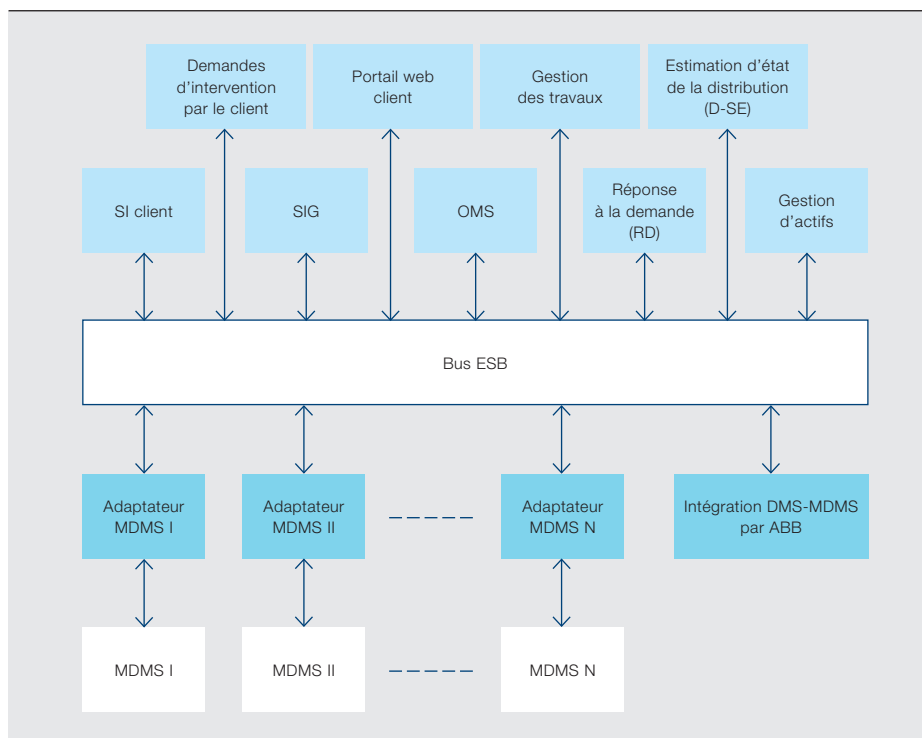 Demandes
d'intervention
par le client
Portail web
client
Gestion
des travaux
Estimation d'état
de la distribution
(D-SE)
SI client
SIG
OMS
Réponse
à la demande
(RD)
Gestion
d'actifs
Bus ESB
Adaptateur
MDMS I
Adaptateur
MDMS II
Adaptateur
MDMS N
Intégration DMS-MDMS
par ABB
MDMS I
MDMS II
MDMS N